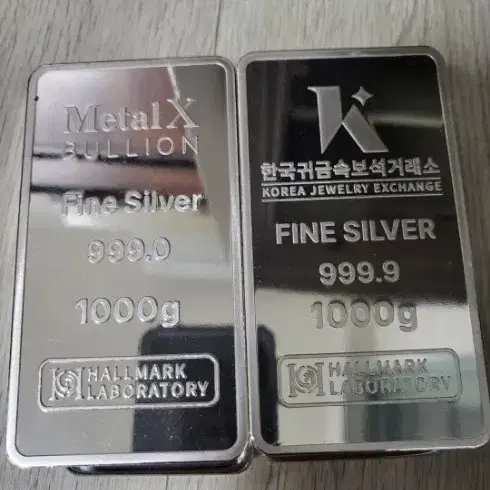 Metal X
BULLION
Fine Silver
999.0
1000g
HALLMARK
LABORATORY
K
한국귀금속보석거래소
KOREA JEWELRY EXCHANGE
FINE SILVER
999.9
1000g
HALLMARK
LABORATORY